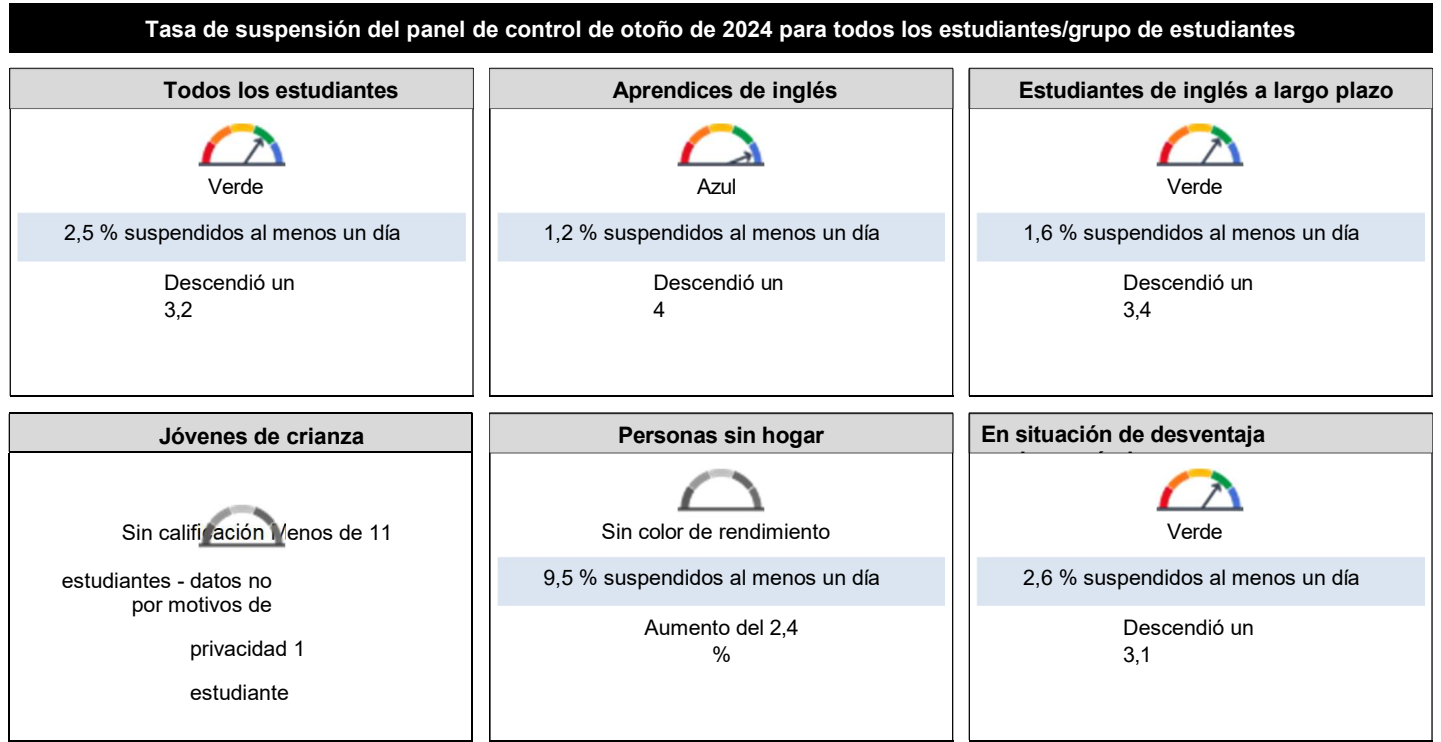 Tasa de suspensión del panel de control de otoño de 2024 para todos los estudiantes/grupo de estudiantes
Todos los estudiantes
Verde
2,5 % suspendidos al menos un día
Descendió un
3,2
Aprendices de inglés
Azul
1,2 % suspendidos al menos un día
Descendió un
4
Estudiantes de inglés a largo plazo
Verde
1,6 % suspendidos al menos un día
Descendió un
3,4
Jóvenes de crianza
Sin calificación Menos de 11
estudiantes - datos no
por motivos de
privacidad 1
estudiante
Personas sin hogar
Sin color de rendimiento
9,5 % suspendidos al menos un día
Aumento del 2,4
%
En situación de desventaja
Verde
2,6 % suspendidos al menos un día
Descendió un
3,1